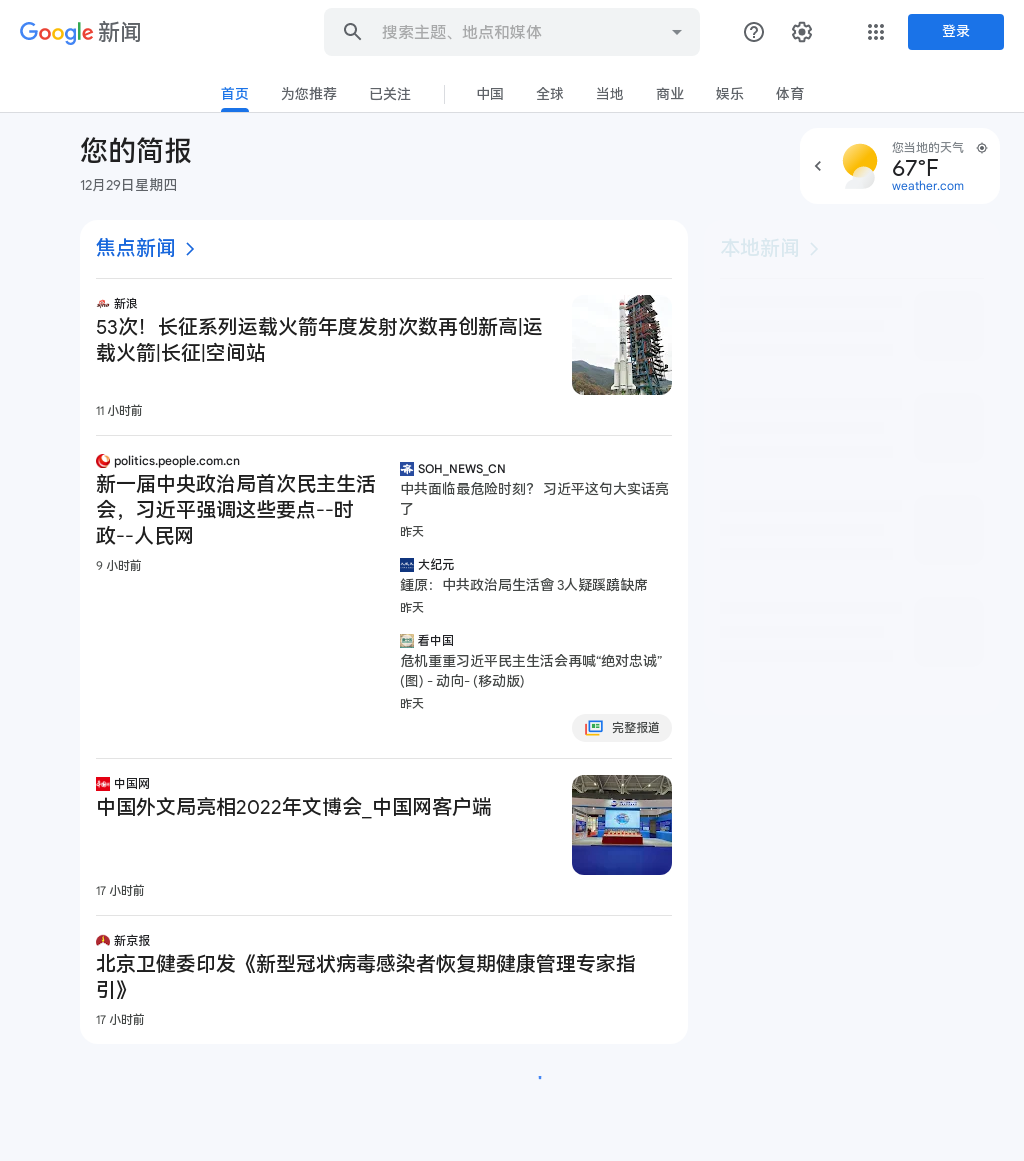 Google 新闻
搜索主题、地点和媒体
登录
首页
为您推荐
已关注
中国
全球
当地
商业
娱乐
体育
您的简报
12月29日星期四
您当地的天气
67°F
weather.com
焦点新闻
本地新闻
新浪
53次！长征系列运载火箭年度发射次数再创新高|运
载火箭|长征|空间站
11 小时前
politics.people.com.cn
新一届中央政治局首次民主生活
会，习近平强调这些要点--时
政--人民网
9 小时前
SOH_NEWS_CN
中共面临最危险时刻？ 习近平这句大实话亮
了
昨天
大纪元
鍾原：中共政治局生活會 3人疑蹊蹺缺席
昨天
看中国
危机重重习近平民主生活会再喊“绝对忠诚”
(图) - 动向- (移动版)
昨天
完整报道
中国网
中国外文局亮相2022年文博会_中国网客户端
17 小时前
新京报
北京卫健委印发《新型冠状病毒感染者恢复期健康管理专家指
引》
17 小时前